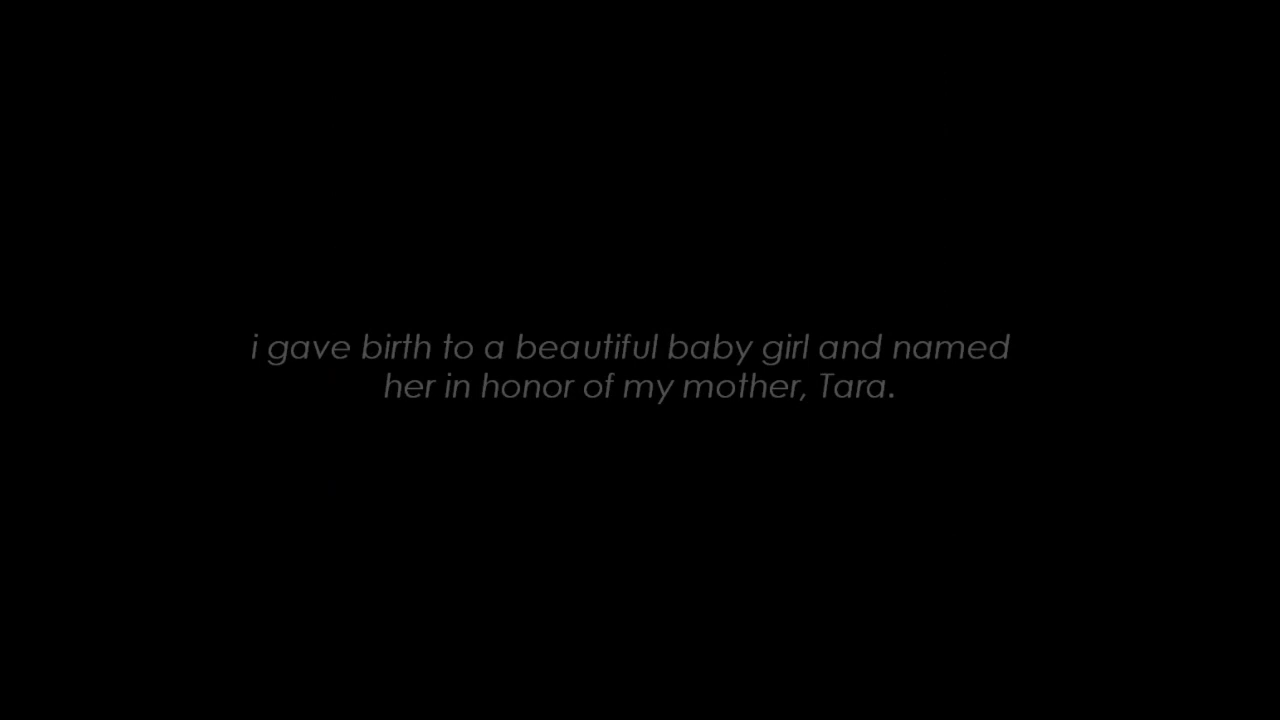 i gave birth to a beautiful baby girl and named
her in honor of my mother, Tara.